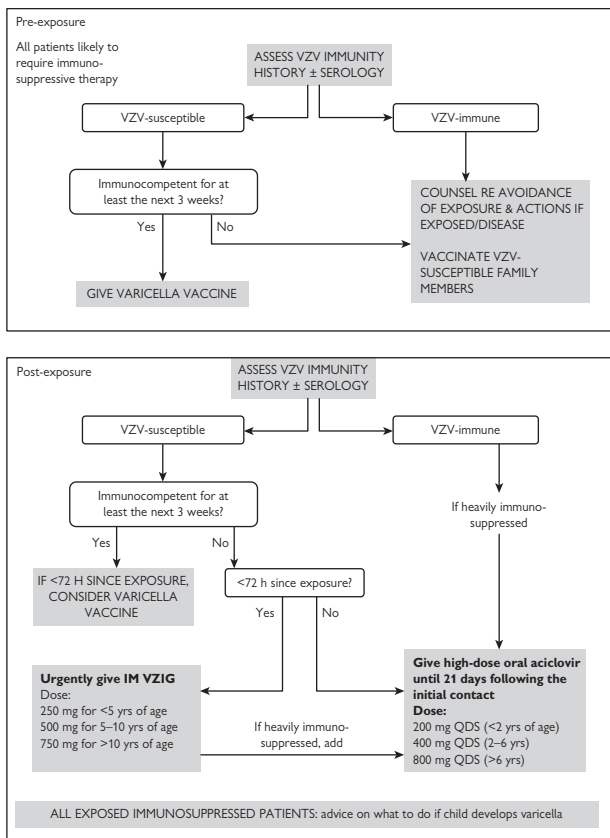 Pre-exposure
All patients likely to
require immuno-
suppressive therapy
ASSESS VZV IMMUNITY
HISTORY ± SEROLOGY
VZV-susceptible
VZV-immune
Immunocompetent for at
least the next 3 weeks?
Yes
No
COUNSEL RE AVOIDANCE
OF EXPOSURE & ACTIONS IF
EXPOSED/DISEASE
VACCINATE VZV-
SUSCEPTIBLE FAMILY
MEMBERS
GIVE VARICELLA VACCINE
Post-exposure
ASSESS VZV IMMUNITY
HISTORY ± SEROLOGY
VZV-susceptible
VZV-immune
Immunocompetent for at
least the next 3 weeks?
If heavily immuno-
suppressed
Yes
No
IF <72 H SINCE EXPOSURE,
CONSIDER VARICELLA
VACCINE
<72 h since exposure?
Yes
No
Urgently give IM VZIG
Dose:
250 mg for <5 yrs of age
500 mg for 5–10 yrs of age
750 mg for >10 yrs of age
If heavily immuno-
suppressed, add
Give high-dose oral aciclovir
until 21 days following the
initial contact
Dose:
200 mg QDS (<2 yrs of age)
400 mg QDS (2–6 yrs)
800 mg QDS (>6 yrs)
ALL EXPOSED IMMUNOSUPPRESSED PATIENTS: advice on what to do if child develops varicella